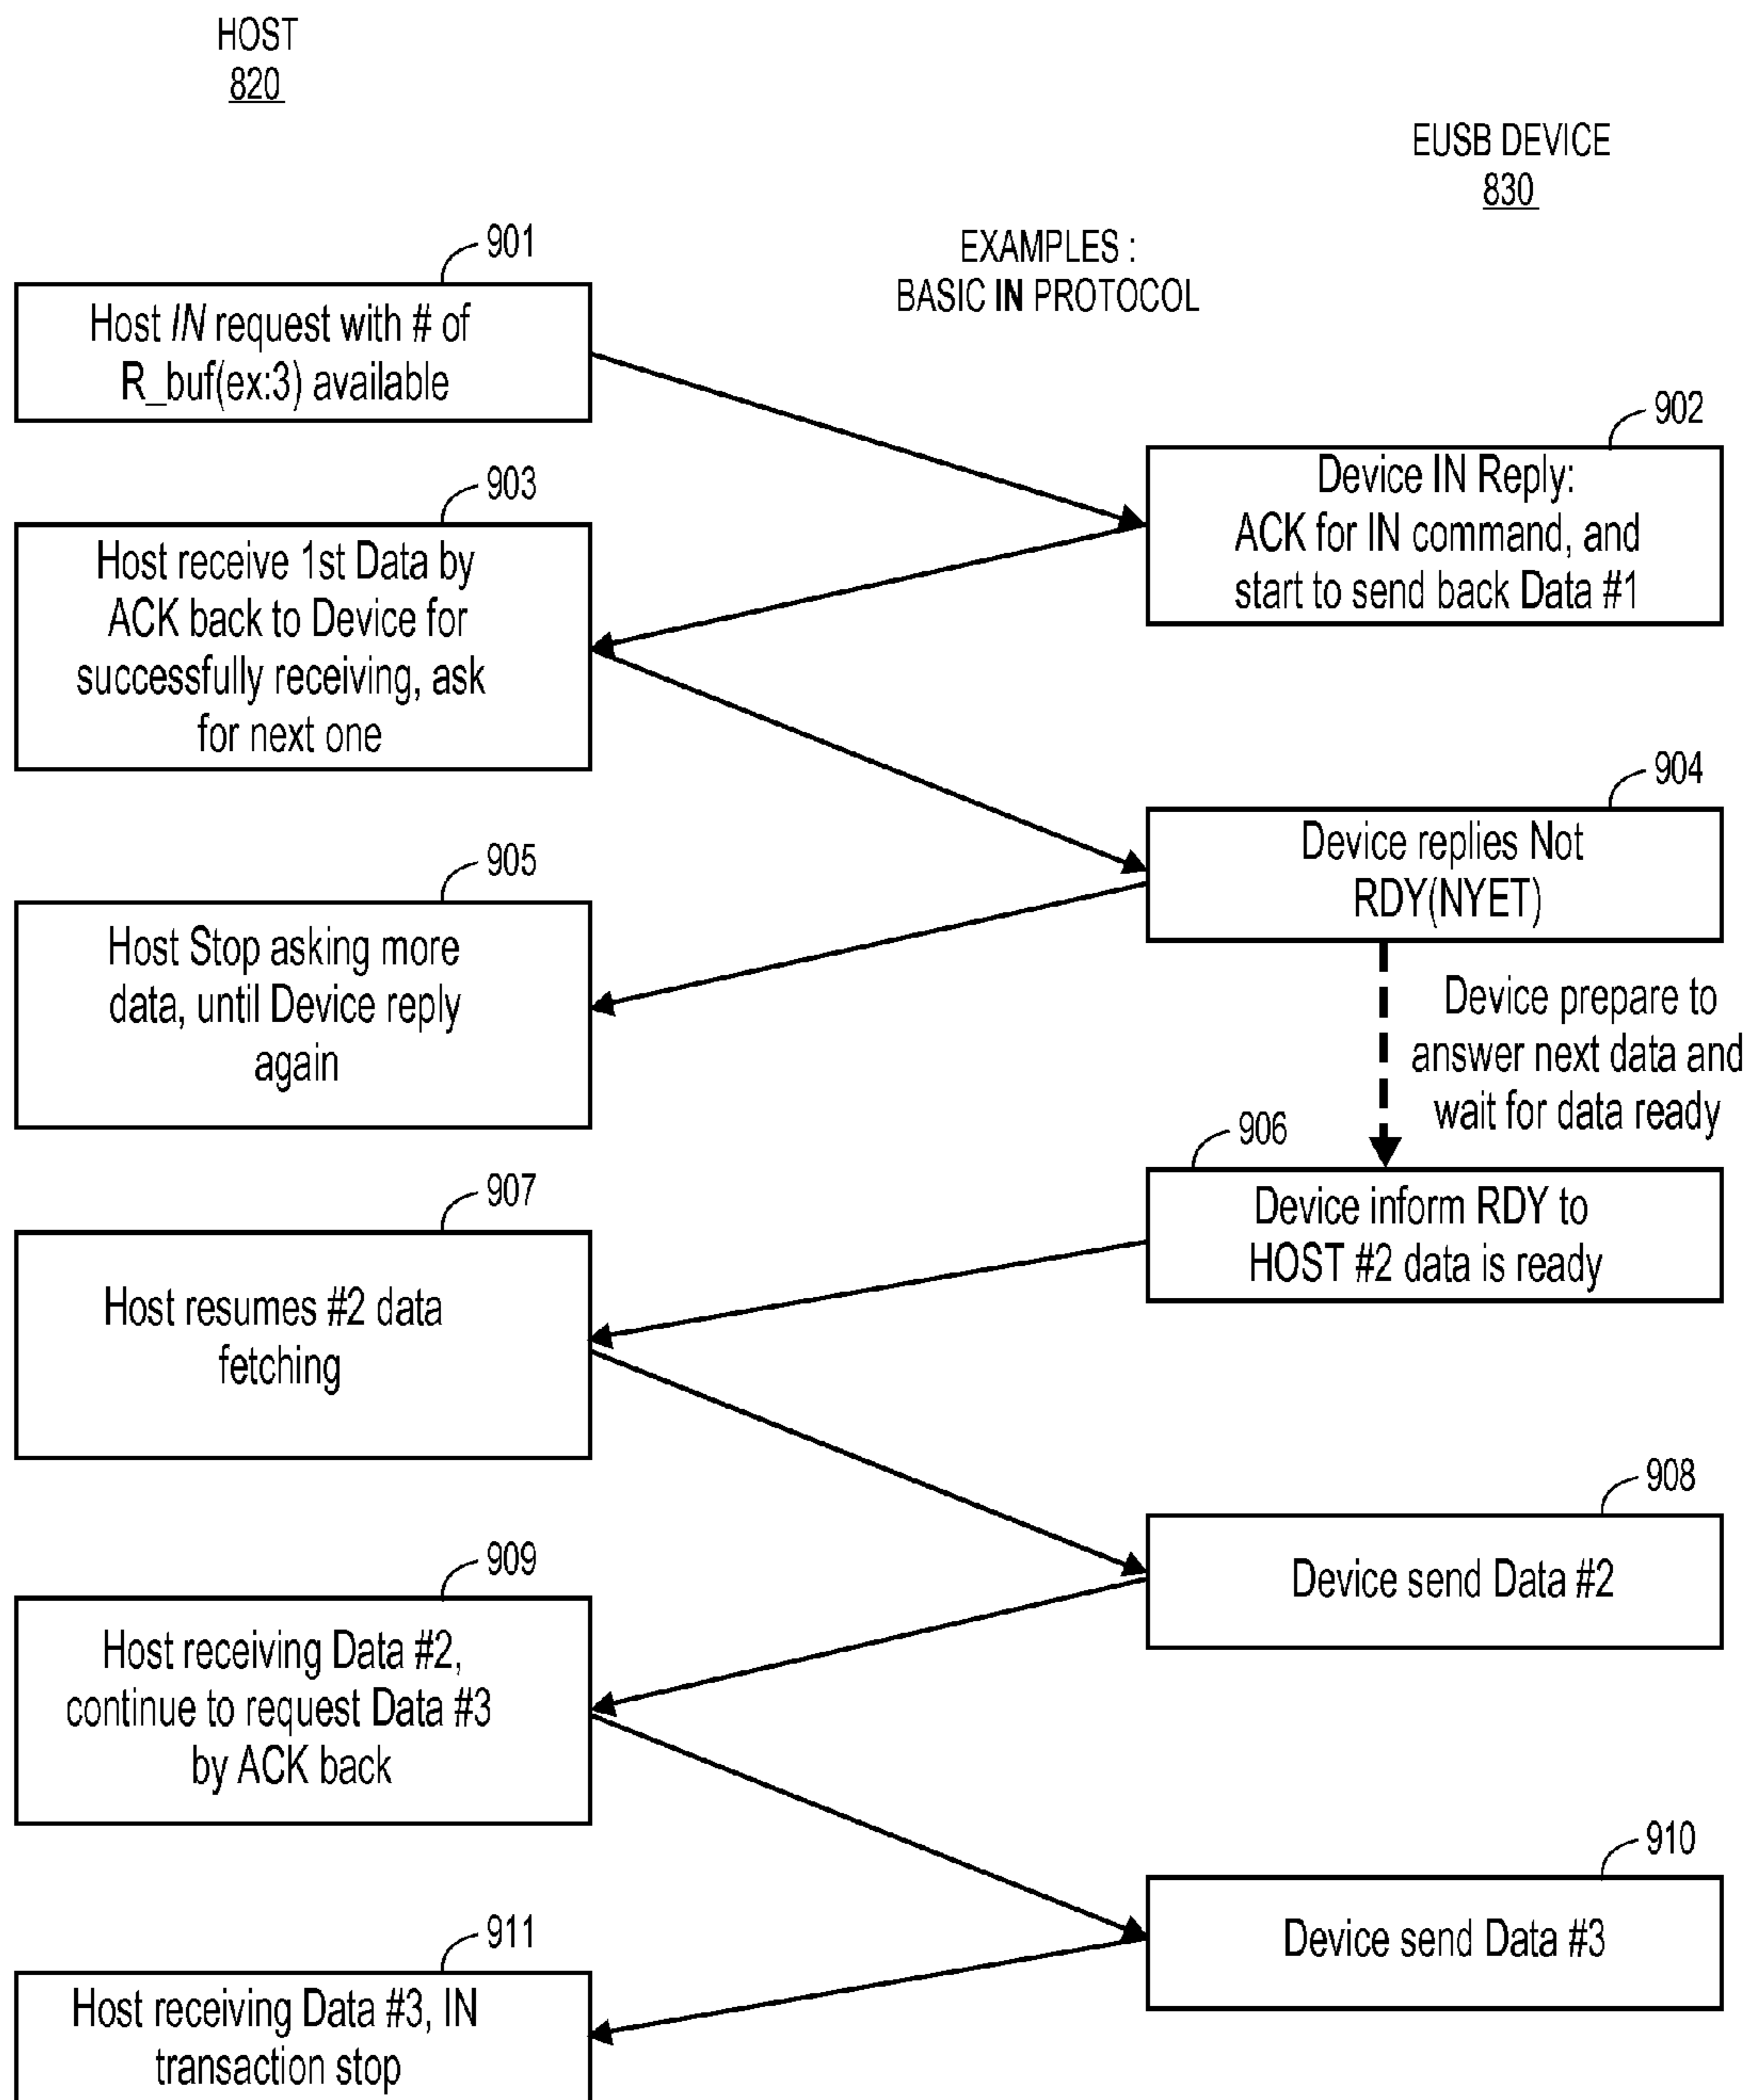 HOST
820
EUSB DEVICE
830
EXAMPLES :
BASIC IN PROTOCOL
901
Host IN request with # of
R_buf(ex:3) available
902
Device IN Reply:
ACK for IN command, and
start to send back Data #1
903
Host receive 1st Data by
ACK back to Device for
successfully receiving, ask
for next one
904
Device replies Not
RDY(NYET)
905
Host Stop asking more
data, until Device reply
again
Device prepare to
answer next data and
wait for data ready
906
Device inform RDY to
HOST #2 data is ready
907
Host resumes #2 data
fetching
908
Device send Data #2
909
Host receiving Data #2,
continue to request Data #3
by ACK back
910
Device send Data #3
911
Host receiving Data #3, IN
transaction stop